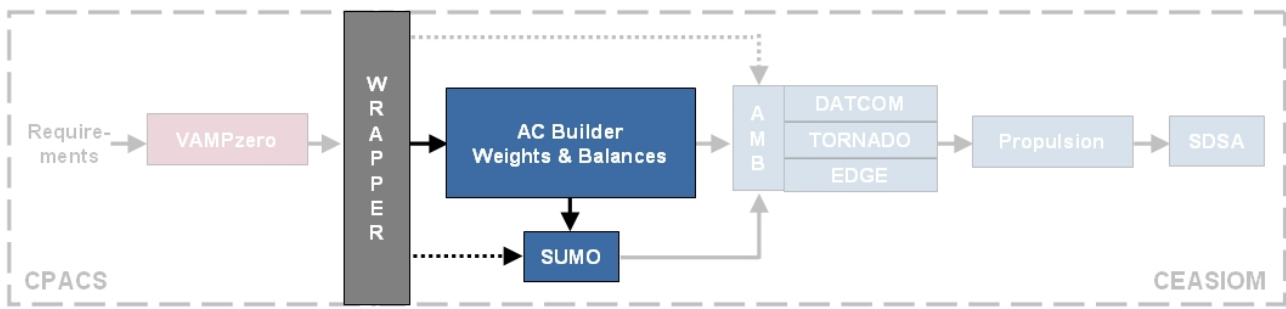 Require-
ments
VAMPzero
W
R
A
P
P
E
R
AC Builder
Weights & Balances
SUMO
A
M
B
DATCOM
TORNADO
EDGE
Propulsion
SDSA
CPACS
CEASIOM